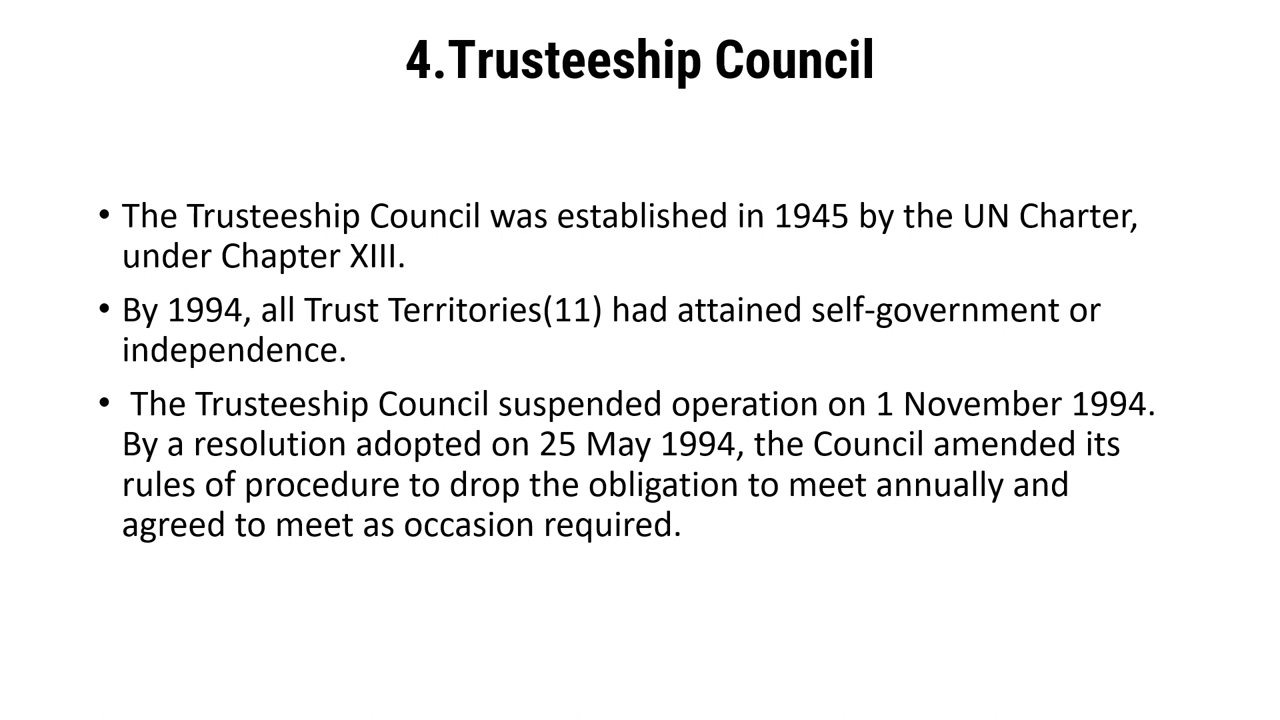 4.Trusteeship Council
• The Trusteeship Council was established in 1945 by the UN Charter,
under Chapter XIII.
• By 1994, all Trust Territories(11) had attained self-government or
independence.
• The Trusteeship Council suspended operation on 1 November 1994.
By a resolution adopted on 25 May 1994, the Council amended its
rules of procedure to drop the obligation to meet annually and
agreed to meet as occasion required.